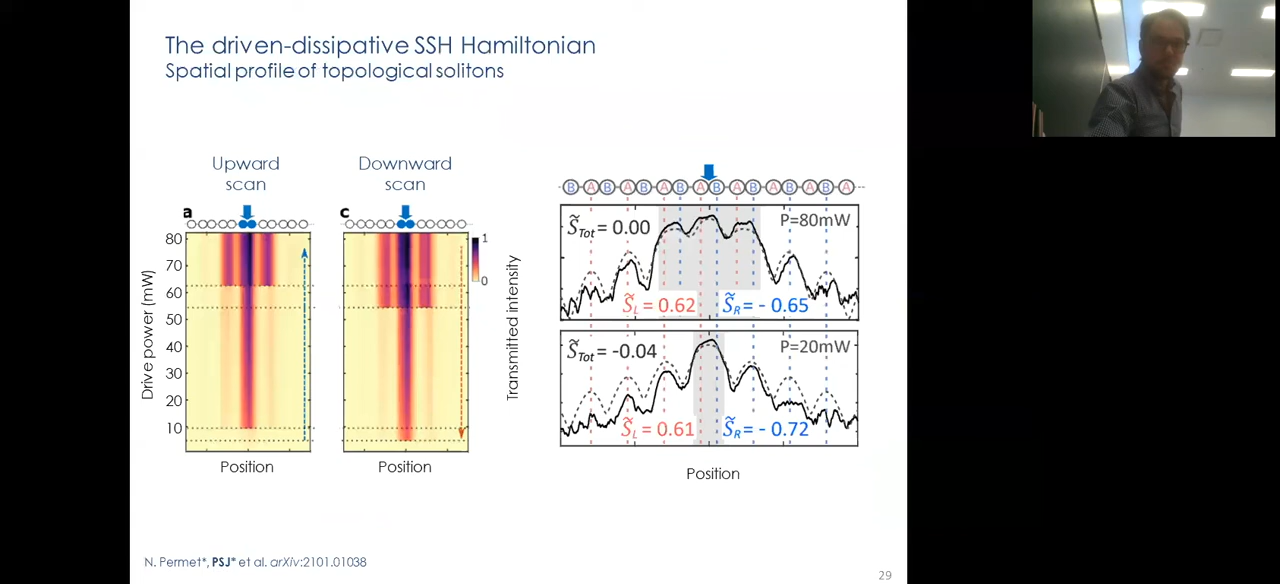 The driven-dissipative SSH Hamiltonian
Spatial profile of topological solitons
Upward
scan
Downward
scan
a
c
80
70
60
50
40
30
20
10
Drive power (mW)
1
0
Position
Position
B A B A B A B A B A B A B A B A
S̃Tot = 0.00
P=80mW
S̃L = 0.62
S̃R = - 0.65
S̃Tot = -0.04
P=20mW
S̃L = 0.61
S̃R = - 0.72
Transmitted intensity
Position
N. Permet*, PSJ* et al. arXiv:2101.01038
29